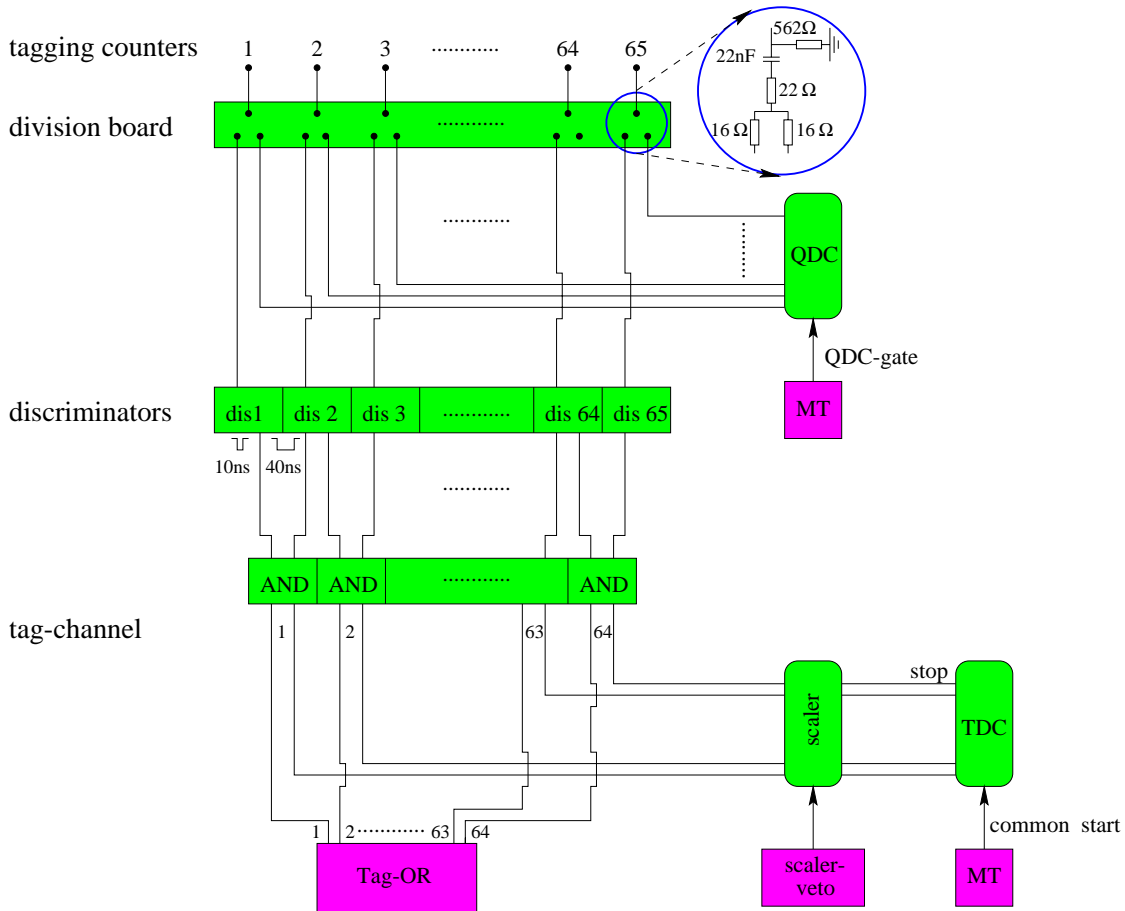 tagging counters 1 2 3 ............ 64 65
562Ω
22nF
22 Ω
16 Ω 16 Ω
division board ............
............
QDC
QDC-gate
MT
discriminators dis1 dis 2 dis 3 ............ dis 64 dis 65
10ns 40ns
............
AND AND ............ AND
tag-channel 1 2 63 64
stop
scaler
TDC
common start
1 2 ............ 63 64
Tag-OR
scaler-
veto
MT